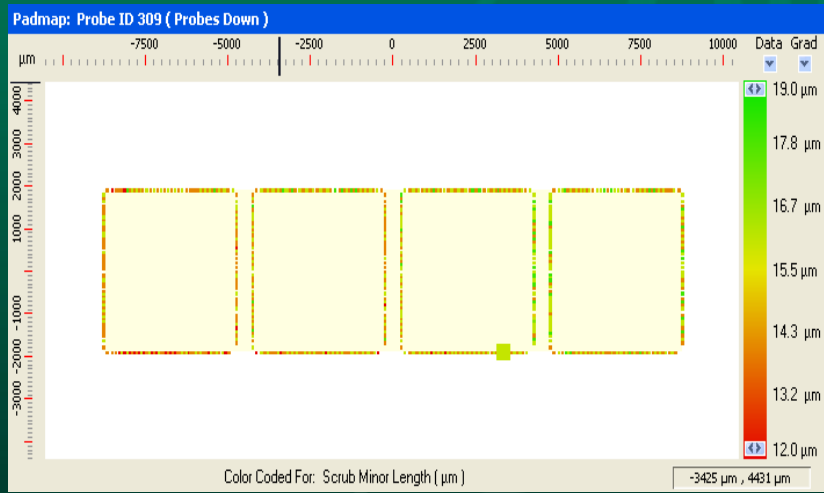 Padmap: Probe ID 309 ( Probes Down )
µm -7500 -5000 -2500 0 2500 5000 7500 10000 Data Grad
4000
3000
2000
1000
-1000
-2000
-3000
19.0 µm
17.8 µm
16.7 µm
15.5 µm
14.3 µm
13.2 µm
12.0 µm
Color Coded For: Scrub Minor Length ( µm )
-3425 µm , 4431 µm